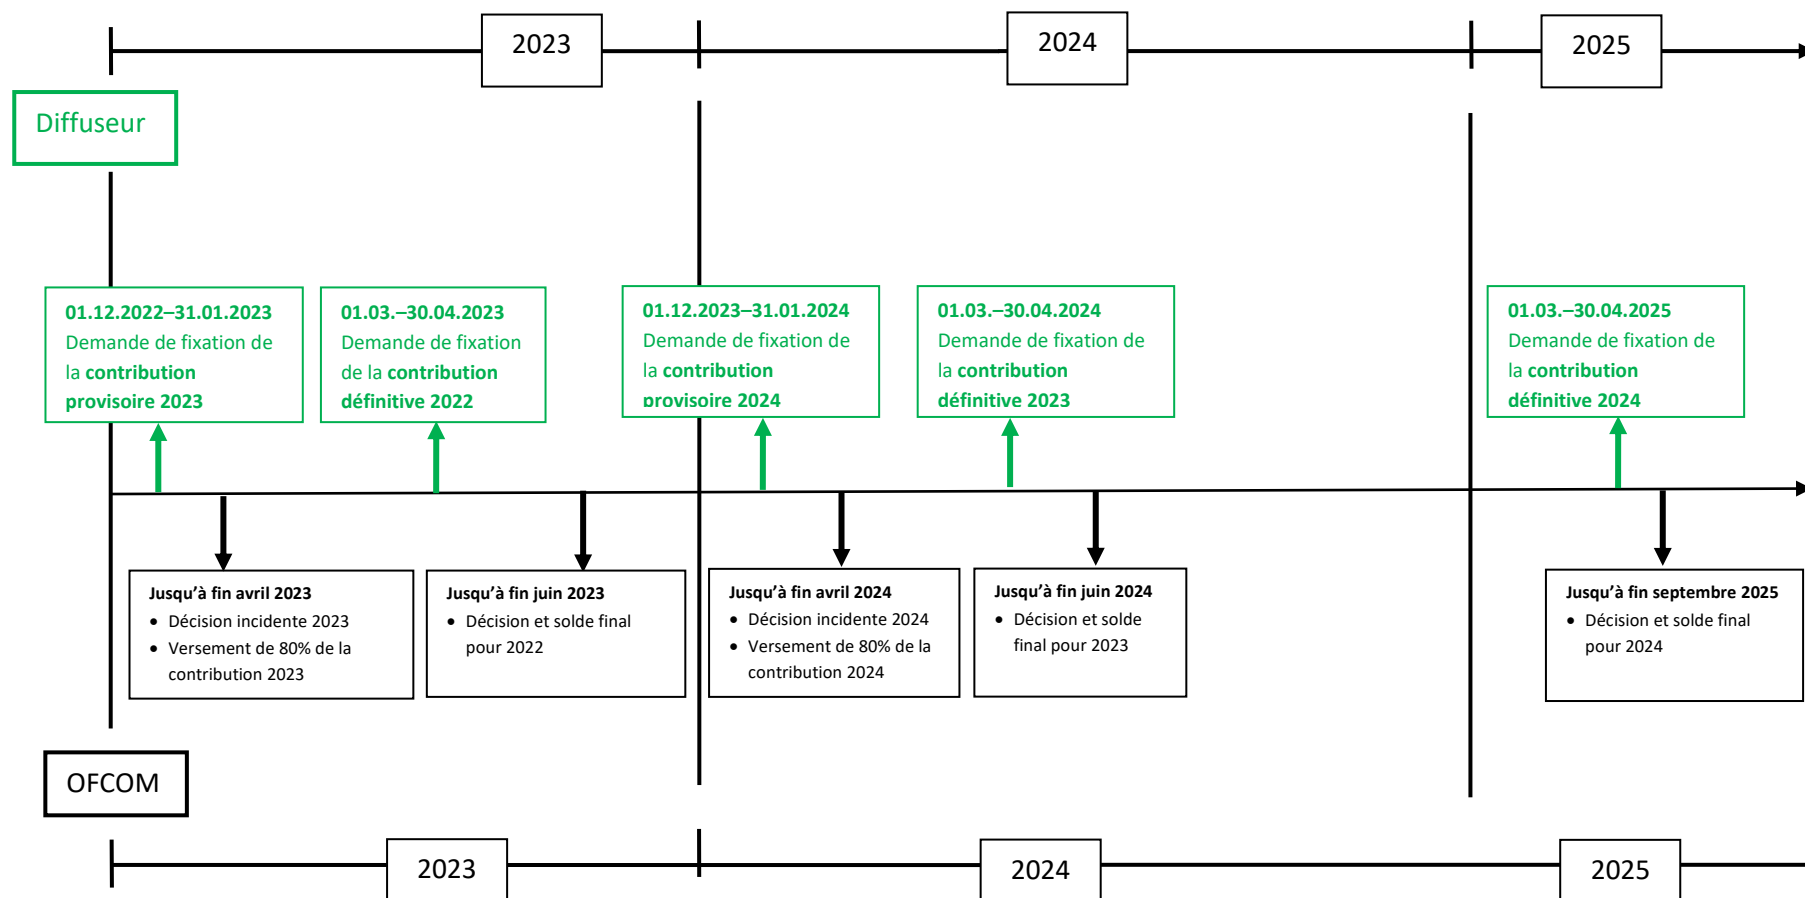 2023
2024
2025
Diffuseur
01.12.2022–31.01.2023
Demande de fixation de
la contribution
provisoire 2023
01.03.–30.04.2023
Demande de fixation
de la contribution
définitive 2022
01.12.2023–31.01.2024
Demande de fixation de
la contribution
provisoire 2024
01.03.–30.04.2024
Demande de fixation de
la contribution
définitive 2023
01.03.–30.04.2025
Demande de fixation de
la contribution
définitive 2024
Jusqu’à fin avril 2023
• Décision incidente 2023
• Versement de 80% de la
contribution 2023
Jusqu’à fin juin 2023
• Décision et solde final
pour 2022
Jusqu’à fin avril 2024
• Décision incidente 2024
• Versement de 80% de la
contribution 2024
Jusqu’à fin juin 2024
• Décision et solde
final pour 2023
Jusqu’à fin septembre 2025
• Décision et solde final
pour 2024
OFCOM
2023
2024
2025